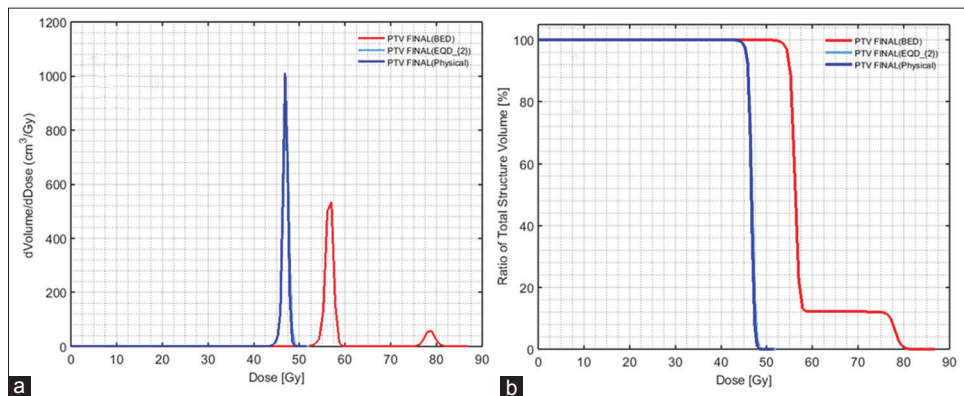 1200
1000
800
600
400
200
0
dVolume/dDose (cm³/Gy)
PTV FINAL(BED)
PTV FINAL(EQD_{2})
PTV FINAL(Physical)
0 10 20 30 40 50 60 70 80 90
Dose [Gy]
a
100
80
60
40
20
0
Ratio of Total Structure Volume [%]
PTV FINAL(BED)
PTV FINAL(EQD_{2})
PTV FINAL(Physical)
0 10 20 30 40 50 60 70 80 90
Dose [Gy]
b